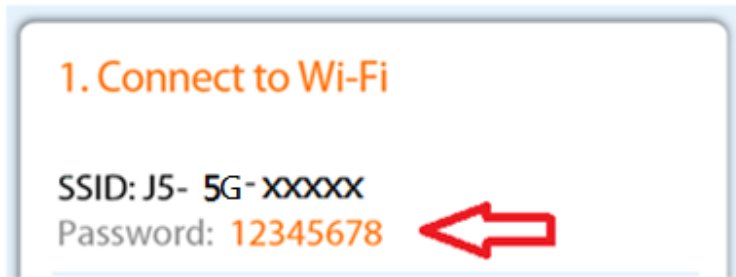 1. Connect to Wi-Fi
SSID: J5- 5G-XXXXX
Password: 12345678